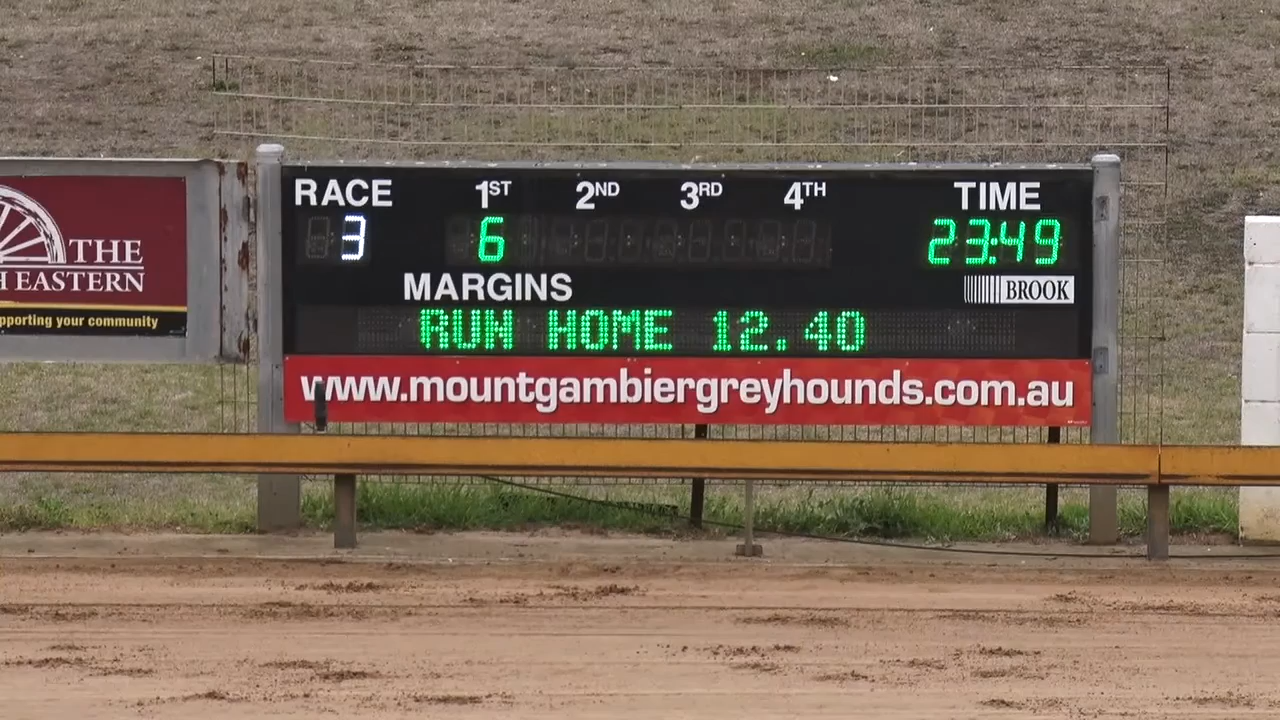 THE
H EASTERN
pporting your community
RACE 1ST 2ND 3RD 4TH TIME
3 6 23:49
MARGINS
BROOK
RUN HOME 12.40
www.mountgambiergreyhounds.com.au